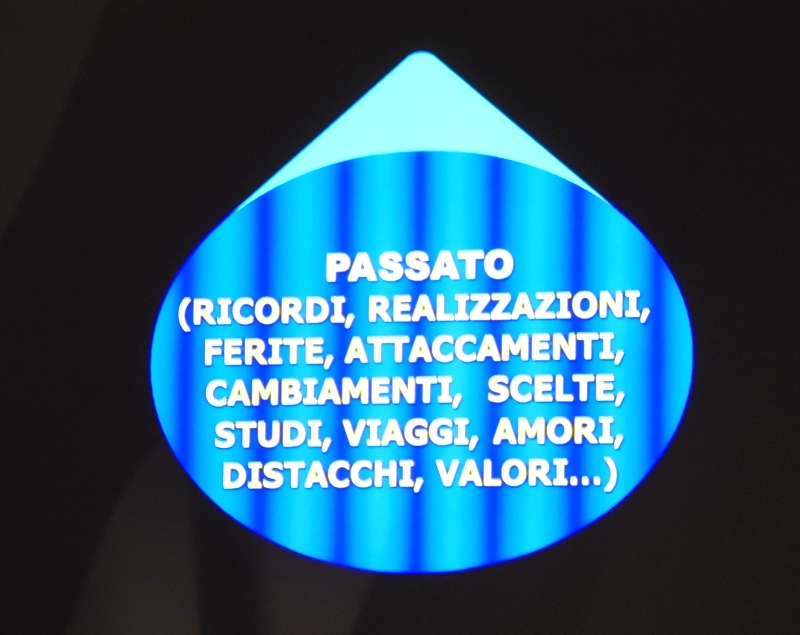 PASSATO
(RICORDI, REALIZZAZIONI,
FERITE, ATTACCAMENTI,
CAMBIAMENTI, SCELTE,
STUDI, VIAGGI, AMORI,
DISTACCHI, VALORI...)